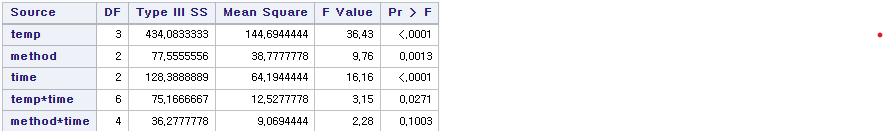 Source DF Type III SS Mean Square F Value Pr > F
temp 3 434,0833333 144,6944444 36,43 <,0001
method 2 77,5555556 38,7777778 9,76 0,0013
time 2 128,3888889 64,1944444 16,16 <,0001
temp*time 6 75,1666667 12,5277778 3,15 0,0271
method*time 4 36,2777778 9,0694444 2,28 0,1003